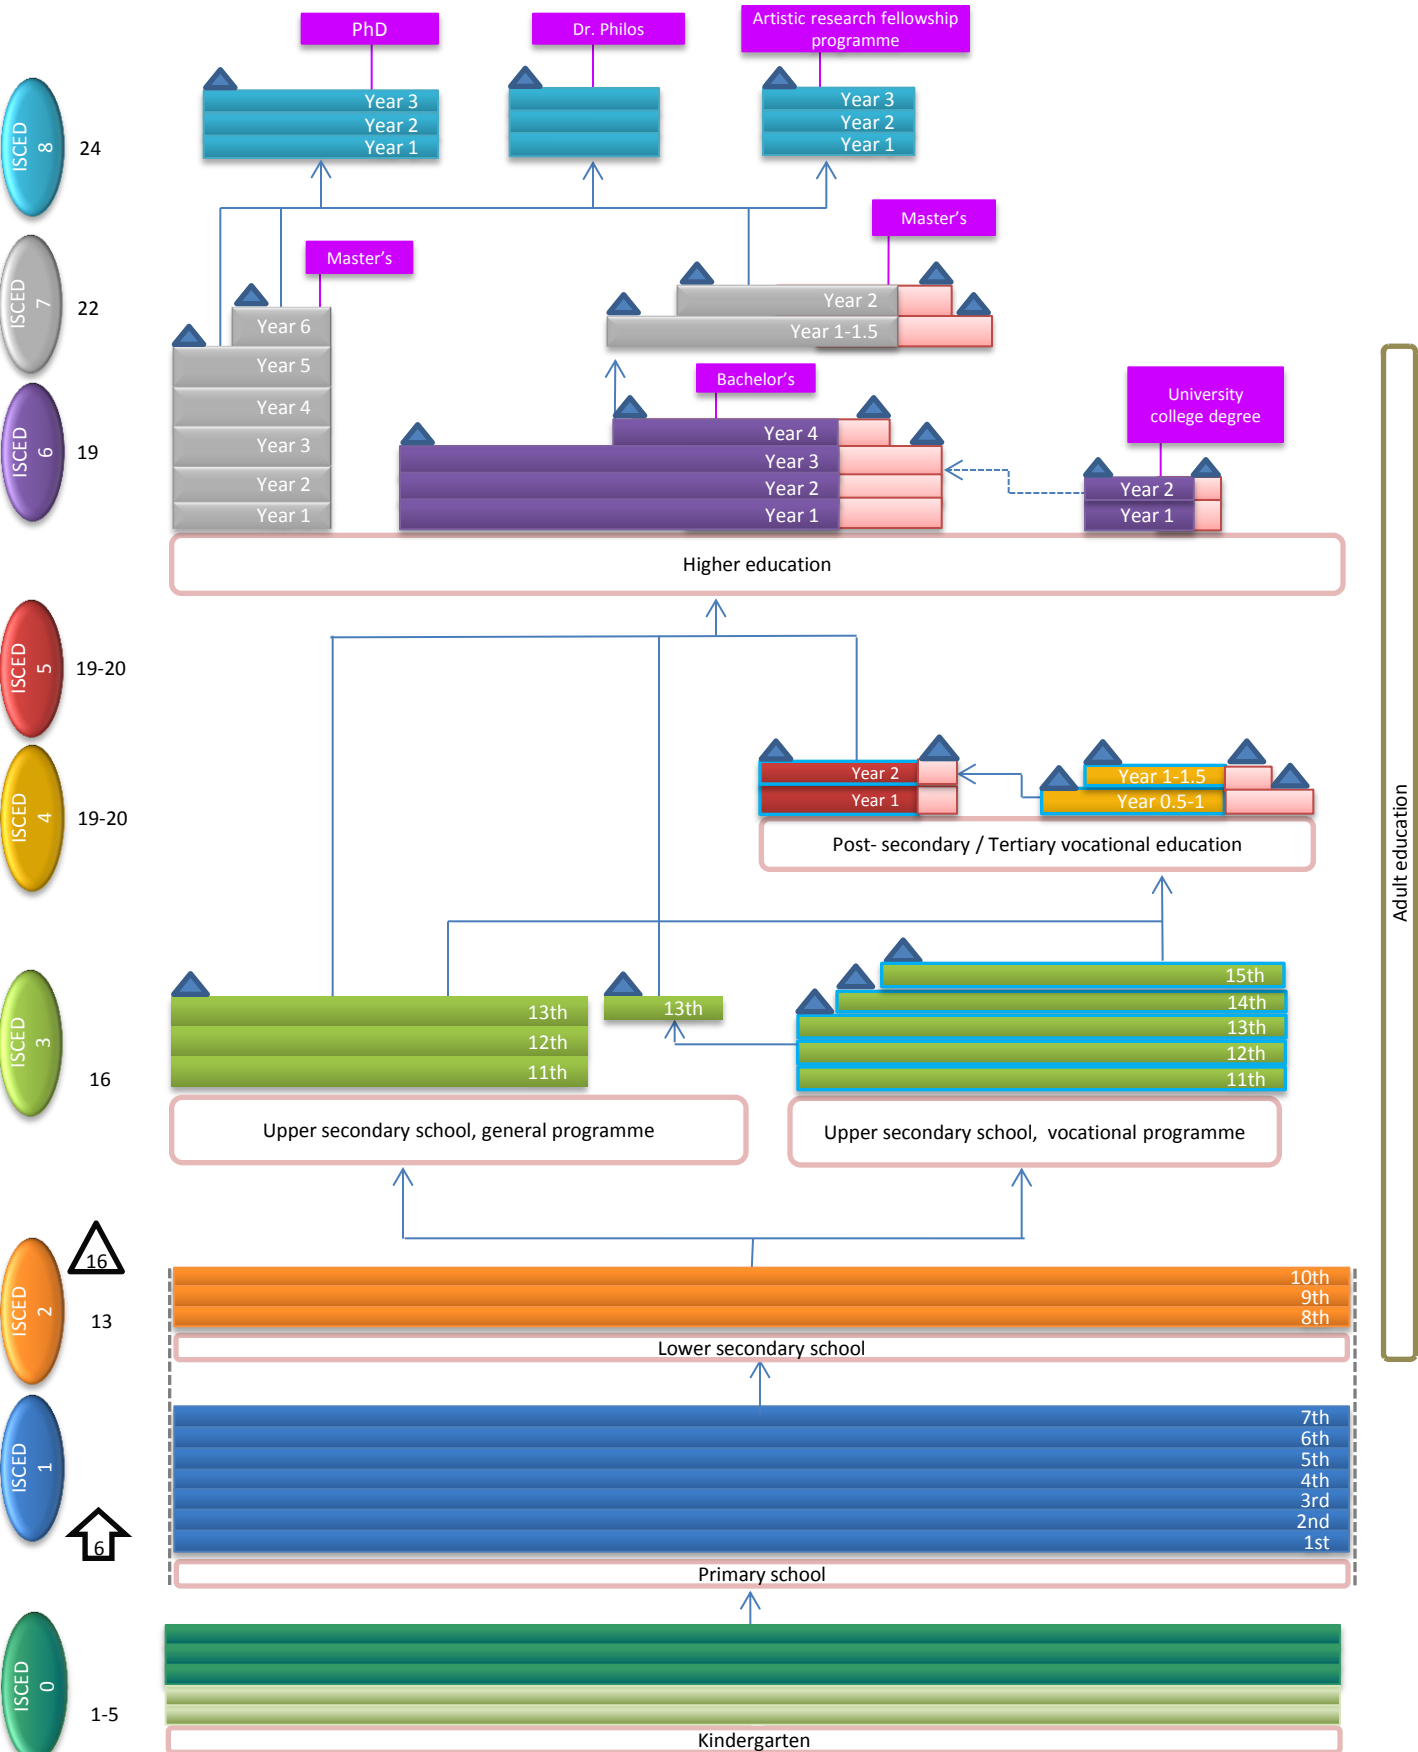 PhD
Dr. Philos
Artistic research fellowship
programme
Year 3
Year 2
Year 1
Year 3
Year 2
Year 1
ISCED
8
24
Master's
Master's
ISCED
7
22
Year 6
Year 5
Year 4
Year 3
Year 2
Year 1
Year 2
Year 1-1.5
Bachelor's
University
college degree
ISCED
6
19
Year 4
Year 3
Year 2
Year 1
Year 2
Year 1
Higher education
ISCED
5
19-20
ISCED
4
19-20
Year 2
Year 1
Year 1-1.5
Year 0.5-1
Post- secondary / Tertiary vocational education
Adult education
ISCED
3
16
13th
12th
11th
13th
15th
14th
13th
12th
11th
Upper secondary school, general programme
Upper secondary school, vocational programme
16
ISCED
2
13
10th
9th
8th
Lower secondary school
ISCED
1
6
7th
6th
5th
4th
3rd
2nd
1st
Primary school
ISCED
0
1-5
Kindergarten